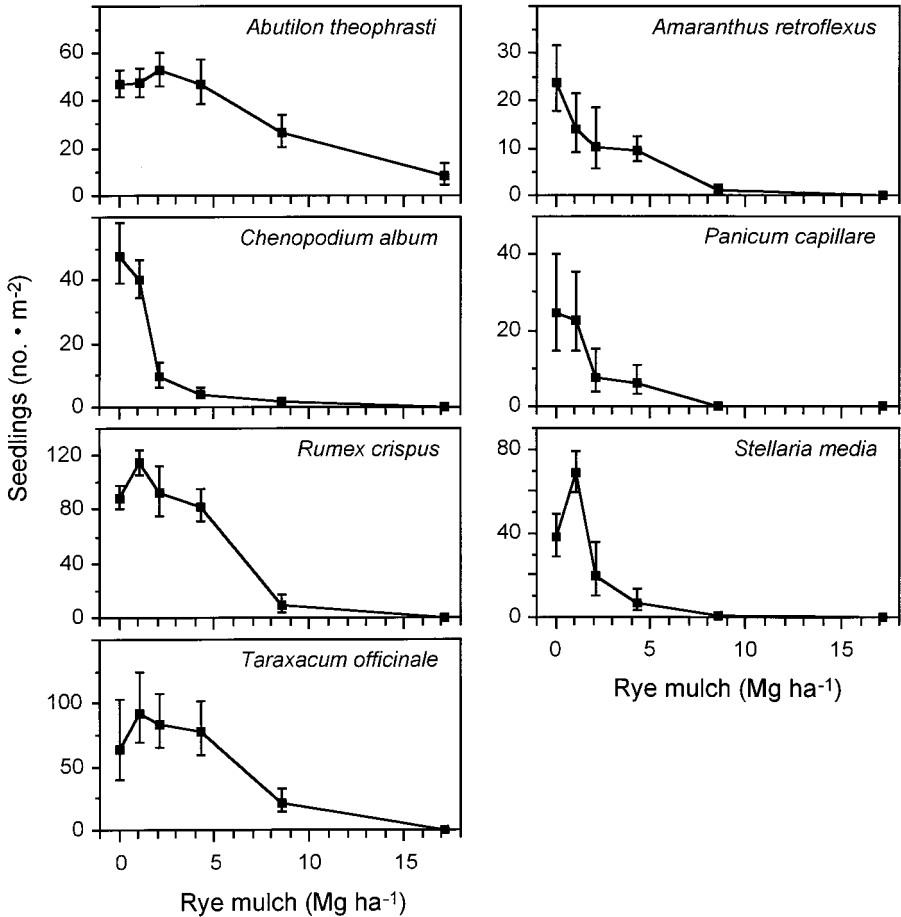 Seedlings (no. • m-2)
Abutilon theophrasti
60
40
20
0
Amaranthus retroflexus
30
20
10
0
Chenopodium album
40
20
0
Panicum capillare
40
20
0
Rumex crispus
120
80
40
0
Stellaria media
80
40
0
0 5 10 15
Rye mulch (Mg ha-1)
Taraxacum officinale
100
50
0
0 5 10 15
Rye mulch (Mg ha-1)